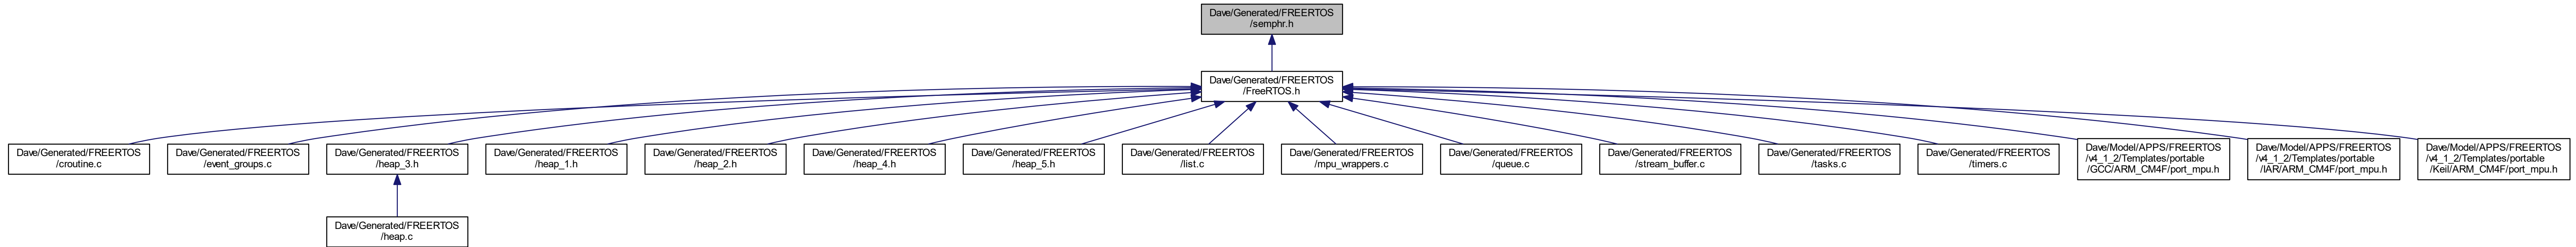 Dave/Generated/FREERTOS
/semphr.h
Dave/Generated/FREERTOS
/FreeRTOS.h
Dave/Generated/FREERTOS
/croutine.c
Dave/Generated/FREERTOS
/event_groups.c
Dave/Generated/FREERTOS
/heap_3.h
Dave/Generated/FREERTOS
/heap_1.h
Dave/Generated/FREERTOS
/heap_2.h
Dave/Generated/FREERTOS
/heap_4.h
Dave/Generated/FREERTOS
/heap_5.h
Dave/Generated/FREERTOS
/list.c
Dave/Generated/FREERTOS
/mpu_wrappers.c
Dave/Generated/FREERTOS
/queue.c
Dave/Generated/FREERTOS
/stream_buffer.c
Dave/Generated/FREERTOS
/tasks.c
Dave/Generated/FREERTOS
/timers.c
Dave/Model/APPS/FREERTOS
/v4_1_2/Templates/portable
/GCC/ARM_CM4F/port_mpu.h
Dave/Model/APPS/FREERTOS
/v4_1_2/Templates/portable
/IAR/ARM_CM4F/port_mpu.h
Dave/Model/APPS/FREERTOS
/v4_1_2/Templates/portable
/Keil/ARM_CM4F/port_mpu.h
Dave/Generated/FREERTOS
/heap.c